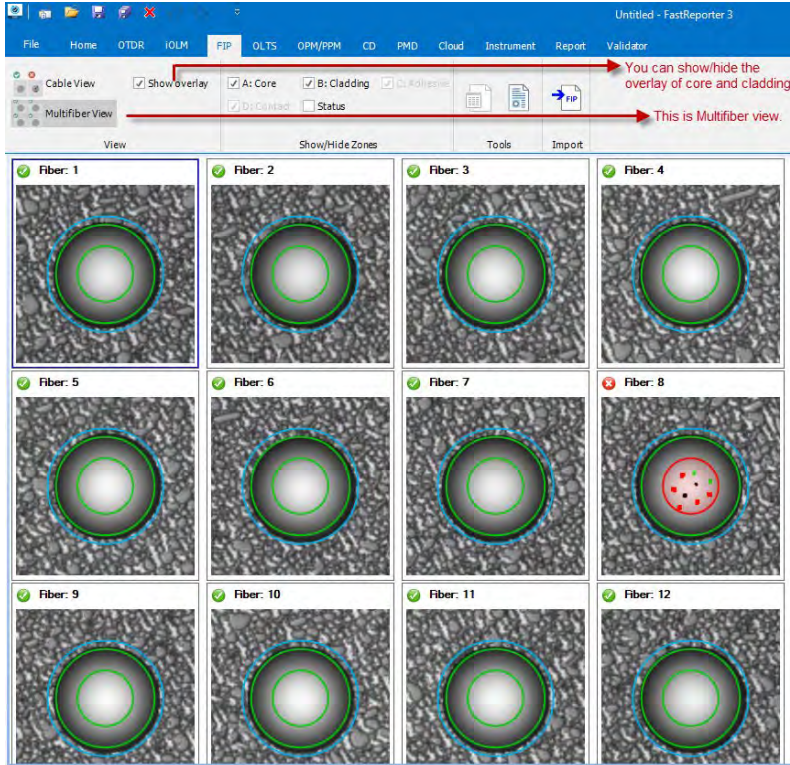 Untitled - FastReporter 3
File Home OTDR iOLM FIP OLTS OPM/PPM CD PMD Cloud Instrument Report Validator
Cable View
Show overlay
A: Core
B: Cladding
C: Adhesive
Multifiber View
D: Contact
Status
FIP
View
Show/Hide Zones
Tools
Import
You can show/hide the
overlay of core and cladding
This is Multifiber view.
Fiber: 1
Fiber: 2
Fiber: 3
Fiber: 4
Fiber: 5
Fiber: 6
Fiber: 7
Fiber: 8
Fiber: 9
Fiber: 10
Fiber: 11
Fiber: 12